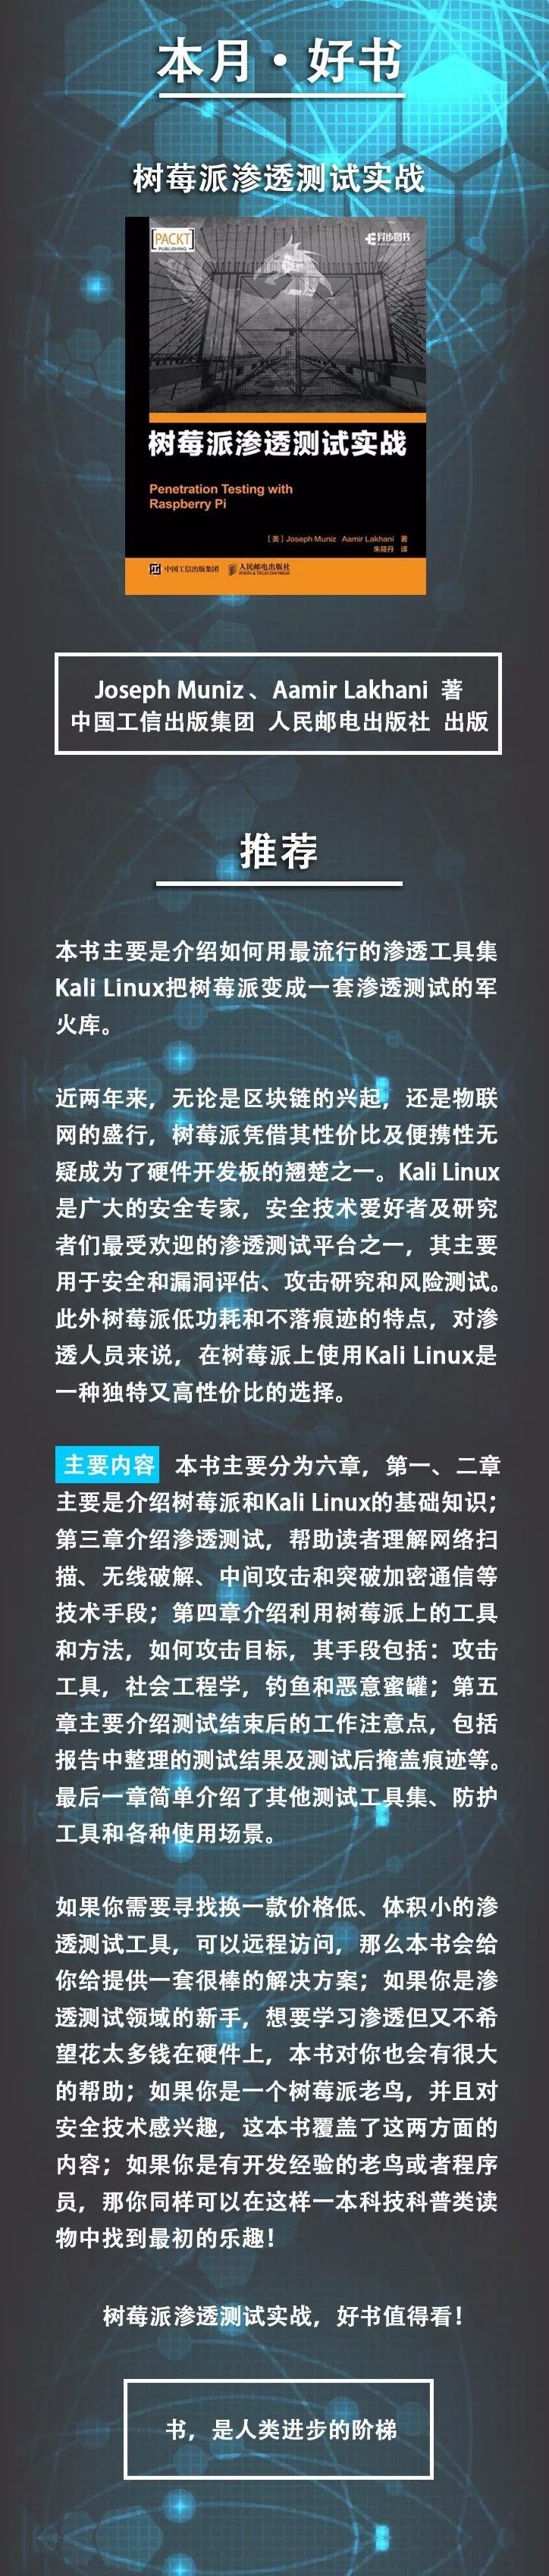 本月·好书
树莓派渗透测试实战
[PACKT]
PUBLISHING
异步图书
树莓派渗透测试实战
Penetration Testing with
Raspberry Pi
[美] Joseph Muniz Aamir Lakhani 著
朱筱丹 译
中国工信出版集团 人民邮电出版社
POSTS & TELECOM PRESS
Joseph Muniz、Aamir Lakhani 著
中国工信出版集团 人民邮电出版社 出版
推荐
本书主要是介绍如何用最流行的渗透工具集
Kali Linux把树莓派变成一套渗透测试的军
火库。
近两年来，无论是区块链的兴起，还是物联
网的盛行，树莓派凭借其性价比及便携性无
疑成为了硬件开发板的翘楚之一。Kali Linux
是广大的安全专家，安全技术爱好者及研究
者们最受欢迎的渗透测试平台之一，其主要
用于安全和漏洞评估、攻击研究和风险测试。
此外树莓派低功耗和不落痕迹的特点，对渗
透人员来说，在树莓派上使用Kali Linux是
一种独特又高性价比的选择。
主要内容 本书主要分为六章，第一、二章
主要是介绍树莓派和Kali Linux的基础知识；
第三章介绍渗透测试，帮助读者理解网络扫
描、无线破解、中间攻击和突破加密通信等
技术手段；第四章介绍利用树莓派上的工具
和方法，如何攻击目标，其手段包括：攻击
工具，社会工程学，钓鱼和恶意蜜罐；第五
章主要介绍测试结束后的工作注意点，包括
报告中整理的测试结果及测试后掩盖痕迹等。
最后一章简单介绍了其他测试工具集、防护
工具和各种使用场景。
如果你需要寻找换一款价格低、体积小的渗
透测试工具，可以远程访问，那么本书会给
你给提供一套很棒的解决方案；如果你是渗
透测试领域的新手，想要学习渗透但又不希
望花太多钱在硬件上，本书对你也会有很大
的帮助；如果你是一个树莓派老鸟，并且对
安全技术感兴趣，这本书覆盖了这两方面的
内容；如果你是有开发经验的老鸟或者程序
员，那你同样可以在这样一本科技科普类读
物中找到最初的乐趣！
树莓派渗透测试实战，好书值得看！
书，是人类进步的阶梯